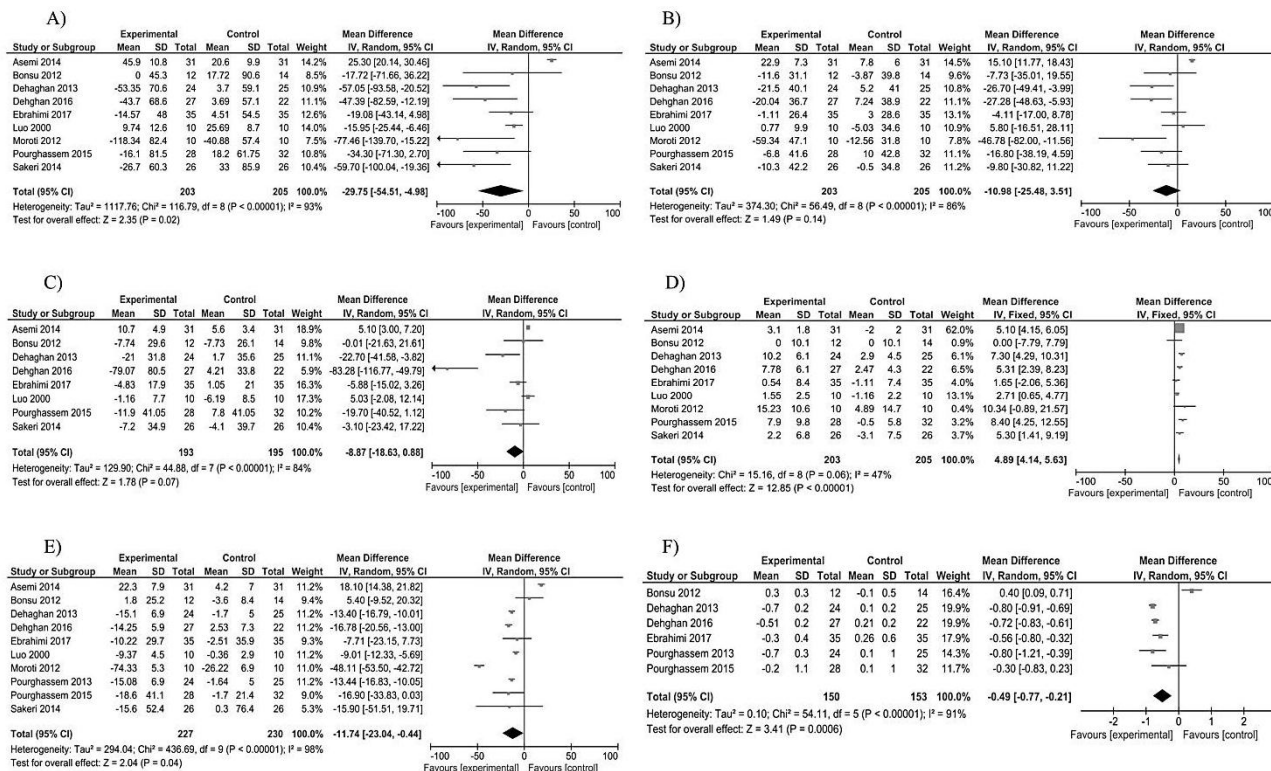 A)
Experimental Control Mean Difference Mean Difference
Study or Subgroup Mean SD Total Mean SD Total Weight IV, Random, 95% CI IV, Random, 95% CI
Asemi 2014 45.9 10.8 31 20.6 9.9 31 14.2% 25.30 [20.14, 30.46]
Bonsu 2012 0 45.3 12 17.72 90.6 14 8.5% -17.72 [-71.66, 36.22]
Dehaghan 2013 -53.35 70.6 24 3.7 59.1 25 11.0% -57.05 [-93.58, -20.52]
Dehghan 2016 -43.7 68.6 27 3.69 57.1 22 11.2% -47.39 [-82.59, -12.19]
Ebrahimi 2017 -14.57 48 35 4.51 54.5 35 12.6% -19.08 [-43.14, 4.98]
Luo 2000 9.74 12.6 10 25.69 8.7 10 14.0% -15.95 [-25.44, -6.46]
Moroti 2012 -118.34 82.4 10 -40.88 57.4 10 7.3% -77.46 [-139.70, -15.22]
Pourghassem 2015 -16.1 81.5 28 18.2 61.75 32 10.9% -34.30 [-71.30, 2.70]
Sakeri 2014 -26.7 60.3 26 33 85.9 26 10.4% -59.70 [-100.04, -19.36]
Total (95% CI) 203 205 100.0% -29.75 [-54.51, -4.98]
Heterogeneity: Tau² = 1117.76; Chi² = 116.79, df = 8 (P < 0.00001); I² = 93%
Test for overall effect: Z = 2.35 (P = 0.02)
-100 -50 0 50 100
Favours [experimental] Favours [control]
B)
Experimental Control Mean Difference Mean Difference
Study or Subgroup Mean SD Total Mean SD Total Weight IV, Random, 95% CI IV, Random, 95% CI
Asemi 2014 22.9 7.3 31 7.8 6 31 14.5% 15.10 [11.77, 18.43]
Bonsu 2012 -11.6 31.1 12 -3.87 39.8 14 9.5% -7.73 [-35.01, 19.55]
Dehaghan 2013 -21.5 40.1 24 5.2 41 25 10.8% -26.70 [-49.41, -3.99]
Dehghan 2016 -20.04 36.7 27 7.24 38.9 22 11.2% -27.28 [-48.63, -5.93]
Ebrahimi 2017 -1.11 26.4 35 3 28.6 35 13.0% -4.11 [-17.00, 8.78]
Luo 2000 0.77 9.9 10 -5.03 34.6 10 11.0% 5.80 [-16.51, 28.11]
Moroti 2012 -59.34 47.1 10 -12.56 31.8 10 7.6% -46.78 [-82.00, -11.56]
Pourghassem 2015 -6.8 41.6 28 10 42.8 32 11.2% -16.80 [-38.19, 4.59]
Sakeri 2014 -10.3 42.2 26 -0.5 34.8 26 11.3% -9.80 [-30.82, 11.22]
Total (95% CI) 203 205 100.0% -10.98 [-25.48, 3.51]
Heterogeneity: Tau² = 374.30; Chi² = 56.49, df = 8 (P < 0.00001); I² = 86%
Test for overall effect: Z = 1.49 (P = 0.14)
-100 -50 0 50 100
Favours [experimental] Favours [control]
C)
Experimental Control Mean Difference Mean Difference
Study or Subgroup Mean SD Total Mean SD Total Weight IV, Random, 95% CI IV, Random, 95% CI
Asemi 2014 10.7 4.9 31 5.6 3.4 31 18.9% 5.10 [3.00, 7.20]
Bonsu 2012 -7.74 29.6 12 -7.73 26.1 14 9.9% -0.01 [-21.63, 21.61]
Dehaghan 2013 -21 31.8 24 1.7 35.6 25 11.1% -22.70 [-41.58, -3.82]
Dehghan 2016 -79.07 80.5 27 4.21 33.8 22 5.7% -83.28 [-116.77, -49.79]
Ebrahimi 2017 -4.83 17.9 35 1.05 21 35 16.3% -5.88 [-15.02, 3.26]
Luo 2000 -1.16 7.7 10 -6.19 8.5 10 17.3% 5.03 [-2.08, 12.14]
Pourghassem 2015 -11.9 41.05 28 7.8 41.05 32 10.3% -19.70 [-40.52, 1.12]
Sakeri 2014 -7.2 34.9 26 -4.1 39.7 26 10.5% -3.10 [-23.42, 17.22]
Total (95% CI) 193 195 100.0% -8.87 [-18.63, 0.88]
Heterogeneity: Tau² = 129.90; Chi² = 44.88, df = 7 (P < 0.00001); I² = 84%
Test for overall effect: Z = 1.78 (P = 0.07)
-100 -50 0 50 100
Favours [experimental] Favours [control]
D)
Experimental Control Mean Difference Mean Difference
Study or Subgroup Mean SD Total Mean SD Total Weight IV, Fixed, 95% CI IV, Fixed, 95% CI
Asemi 2014 3.1 1.8 31 -2 2 31 62.0% 5.10 [4.15, 6.05]
Bonsu 2012 0 10.1 12 0 10.1 14 0.9% 0.00 [-7.79, 7.79]
Dehaghan 2013 10.2 6.1 24 2.9 4.5 25 6.1% 7.30 [4.29, 10.31]
Dehghan 2016 7.78 6.1 27 2.47 4.3 22 6.5% 5.31 [2.39, 8.23]
Ebrahimi 2017 0.54 8.4 35 -1.11 7.4 35 4.0% 1.65 [-2.06, 5.36]
Luo 2000 1.55 2.5 10 -1.16 2.2 10 13.0% 2.71 [0.65, 4.77]
Moroti 2012 15.23 10.6 10 4.89 14.7 10 0.4% 10.34 [-0.89, 21.57]
Pourghassem 2015 7.9 9.8 28 -0.5 5.8 32 3.2% 8.40 [4.25, 12.55]
Sakeri 2014 2.2 6.8 26 -3.1 7.5 26 3.6% 5.30 [1.41, 9.19]
Total (95% CI) 203 205 100.0% 4.89 [4.14, 5.63]
Heterogeneity: Chi² = 15.16, df = 8 (P = 0.06); I² = 47%
Test for overall effect: Z = 12.85 (P < 0.00001)
-100 -50 0 50 100
Favours [experimental] Favours [control]
E)
Experimental Control Mean Difference Mean Difference
Study or Subgroup Mean SD Total Mean SD Total Weight IV, Random, 95% CI IV, Random, 95% CI
Asemi 2014 22.3 7.9 31 4.2 7 31 11.2% 18.10 [14.38, 21.82]
Bonsu 2012 1.8 25.2 12 -3.6 8.4 14 9.4% 5.40 [-9.52, 20.32]
Dehaghan 2013 -15.1 6.9 24 -1.7 5 25 11.2% -13.40 [-16.79, -10.01]
Dehghan 2016 -14.25 5.9 27 2.53 7.3 22 11.2% -16.78 [-20.56, -13.00]
Ebrahimi 2017 -10.22 29.7 35 -2.51 35.9 35 9.3% -7.71 [-23.15, 7.73]
Luo 2000 -9.37 4.5 10 -0.36 2.9 10 11.2% -9.01 [-12.33, -5.69]
Moroti 2012 -74.33 5.3 10 -26.22 6.9 10 11.0% -48.11 [-53.50, -42.72]
Pourghassem 2013 -15.08 6.9 24 -1.64 5 25 11.2% -13.44 [-16.83, -10.05]
Pourghassem 2015 -18.6 41.1 28 -1.7 21.4 32 9.0% -16.90 [-33.83, 0.03]
Sakeri 2014 -15.6 52.4 26 0.3 76.4 26 5.3% -15.90 [-51.51, 19.71]
Total (95% CI) 227 230 100.0% -11.74 [-23.04, -0.44]
Heterogeneity: Tau² = 294.04; Chi² = 436.69, df = 9 (P < 0.00001); I² = 98%
Test for overall effect: Z = 2.04 (P = 0.04)
-100 -50 0 50 100
Favours [experimental] Favours [control]
F)
Experimental Control Mean Difference Mean Difference
Study or Subgroup Mean SD Total Mean SD Total Weight IV, Random, 95% CI IV, Random, 95% CI
Bonsu 2012 0.3 0.3 12 -0.1 0.5 14 16.4% 0.40 [0.09, 0.71]
Dehaghan 2013 -0.7 0.2 24 0.1 0.2 25 19.9% -0.80 [-0.91, -0.69]
Dehghan 2016 -0.51 0.2 27 0.21 0.2 22 19.9% -0.72 [-0.83, -0.61]
Ebrahimi 2017 -0.3 0.4 35 0.26 0.6 35 17.9% -0.56 [-0.80, -0.32]
Pourghassem 2013 -0.7 0.3 24 0.1 1 25 14.3% -0.80 [-1.21, -0.39]
Pourghassem 2015 -0.2 1.1 28 0.1 1 32 11.6% -0.30 [-0.83, 0.23]
Total (95% CI) 150 153 100.0% -0.49 [-0.77, -0.21]
Heterogeneity: Tau² = 0.10; Chi² = 54.11, df = 5 (P < 0.00001); I² = 91%
Test for overall effect: Z = 3.41 (P = 0.0006)
-2 -1 0 1 2
Favours [experimental] Favours [control]